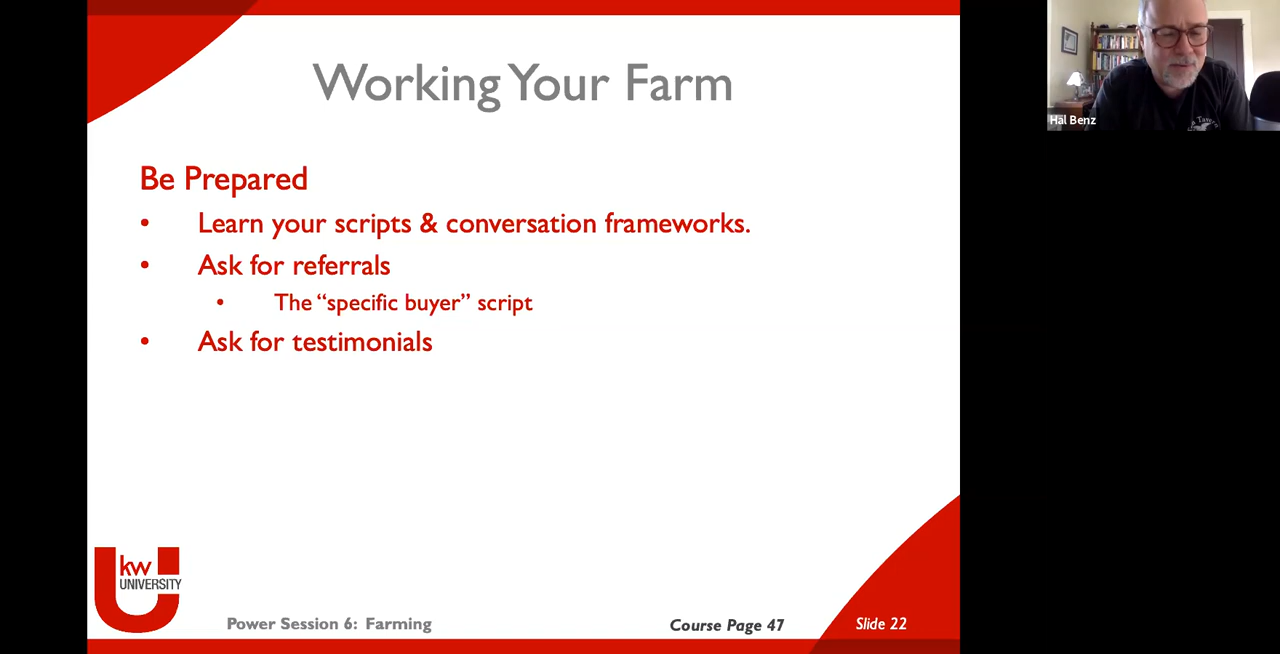 Working Your Farm
Be Prepared
• Learn your scripts & conversation frameworks.
• Ask for referrals
• The “specific buyer” script
• Ask for testimonials
kw
UNIVERSITY
Power Session 6: Farming
Course Page 47
Slide 22
Hal Benz